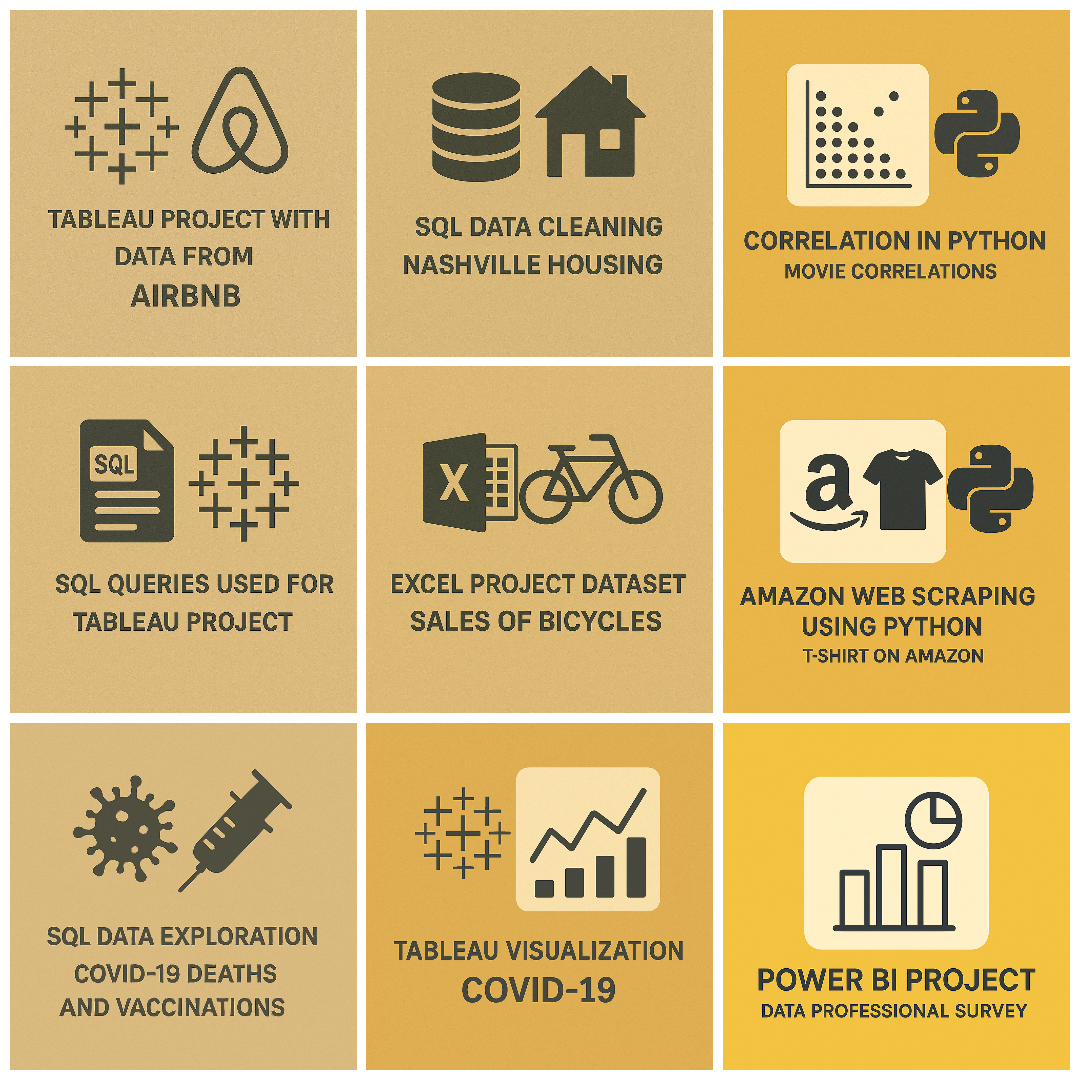 TABLEAU PROJECT WITH
DATA FROM
AIRBNB
SQL DATA CLEANING
NASHVILLE HOUSING
CORRELATION IN PYTHON
MOVIE CORRELATIONS
SQL
SQL QUERIES USED FOR
TABLEAU PROJECT
X
EXCEL PROJECT DATASET
SALES OF BICYCLES
a
AMAZON WEB SCRAPING
USING PYTHON
T-SHIRT ON AMAZON
SQL DATA EXPLORATION
COVID-19 DEATHS
AND VACCINATIONS
TABLEAU VISUALIZATION
COVID-19
POWER BI PROJECT
DATA PROFESSIONAL SURVEY